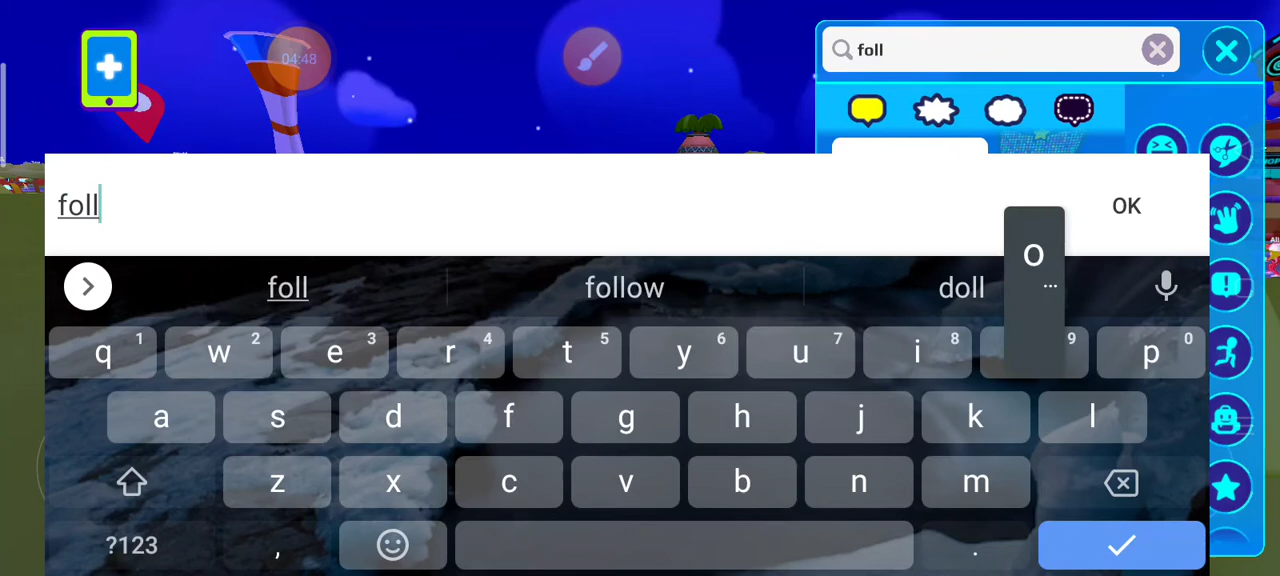 04:48
foll
foll
OK
o
...
foll follow doll
q 1 w 2 e 3 r 4 t 5 y 6 u 7 i 8 9 p 0
a s d f g h j k l
z x c v b n m
?123 , .